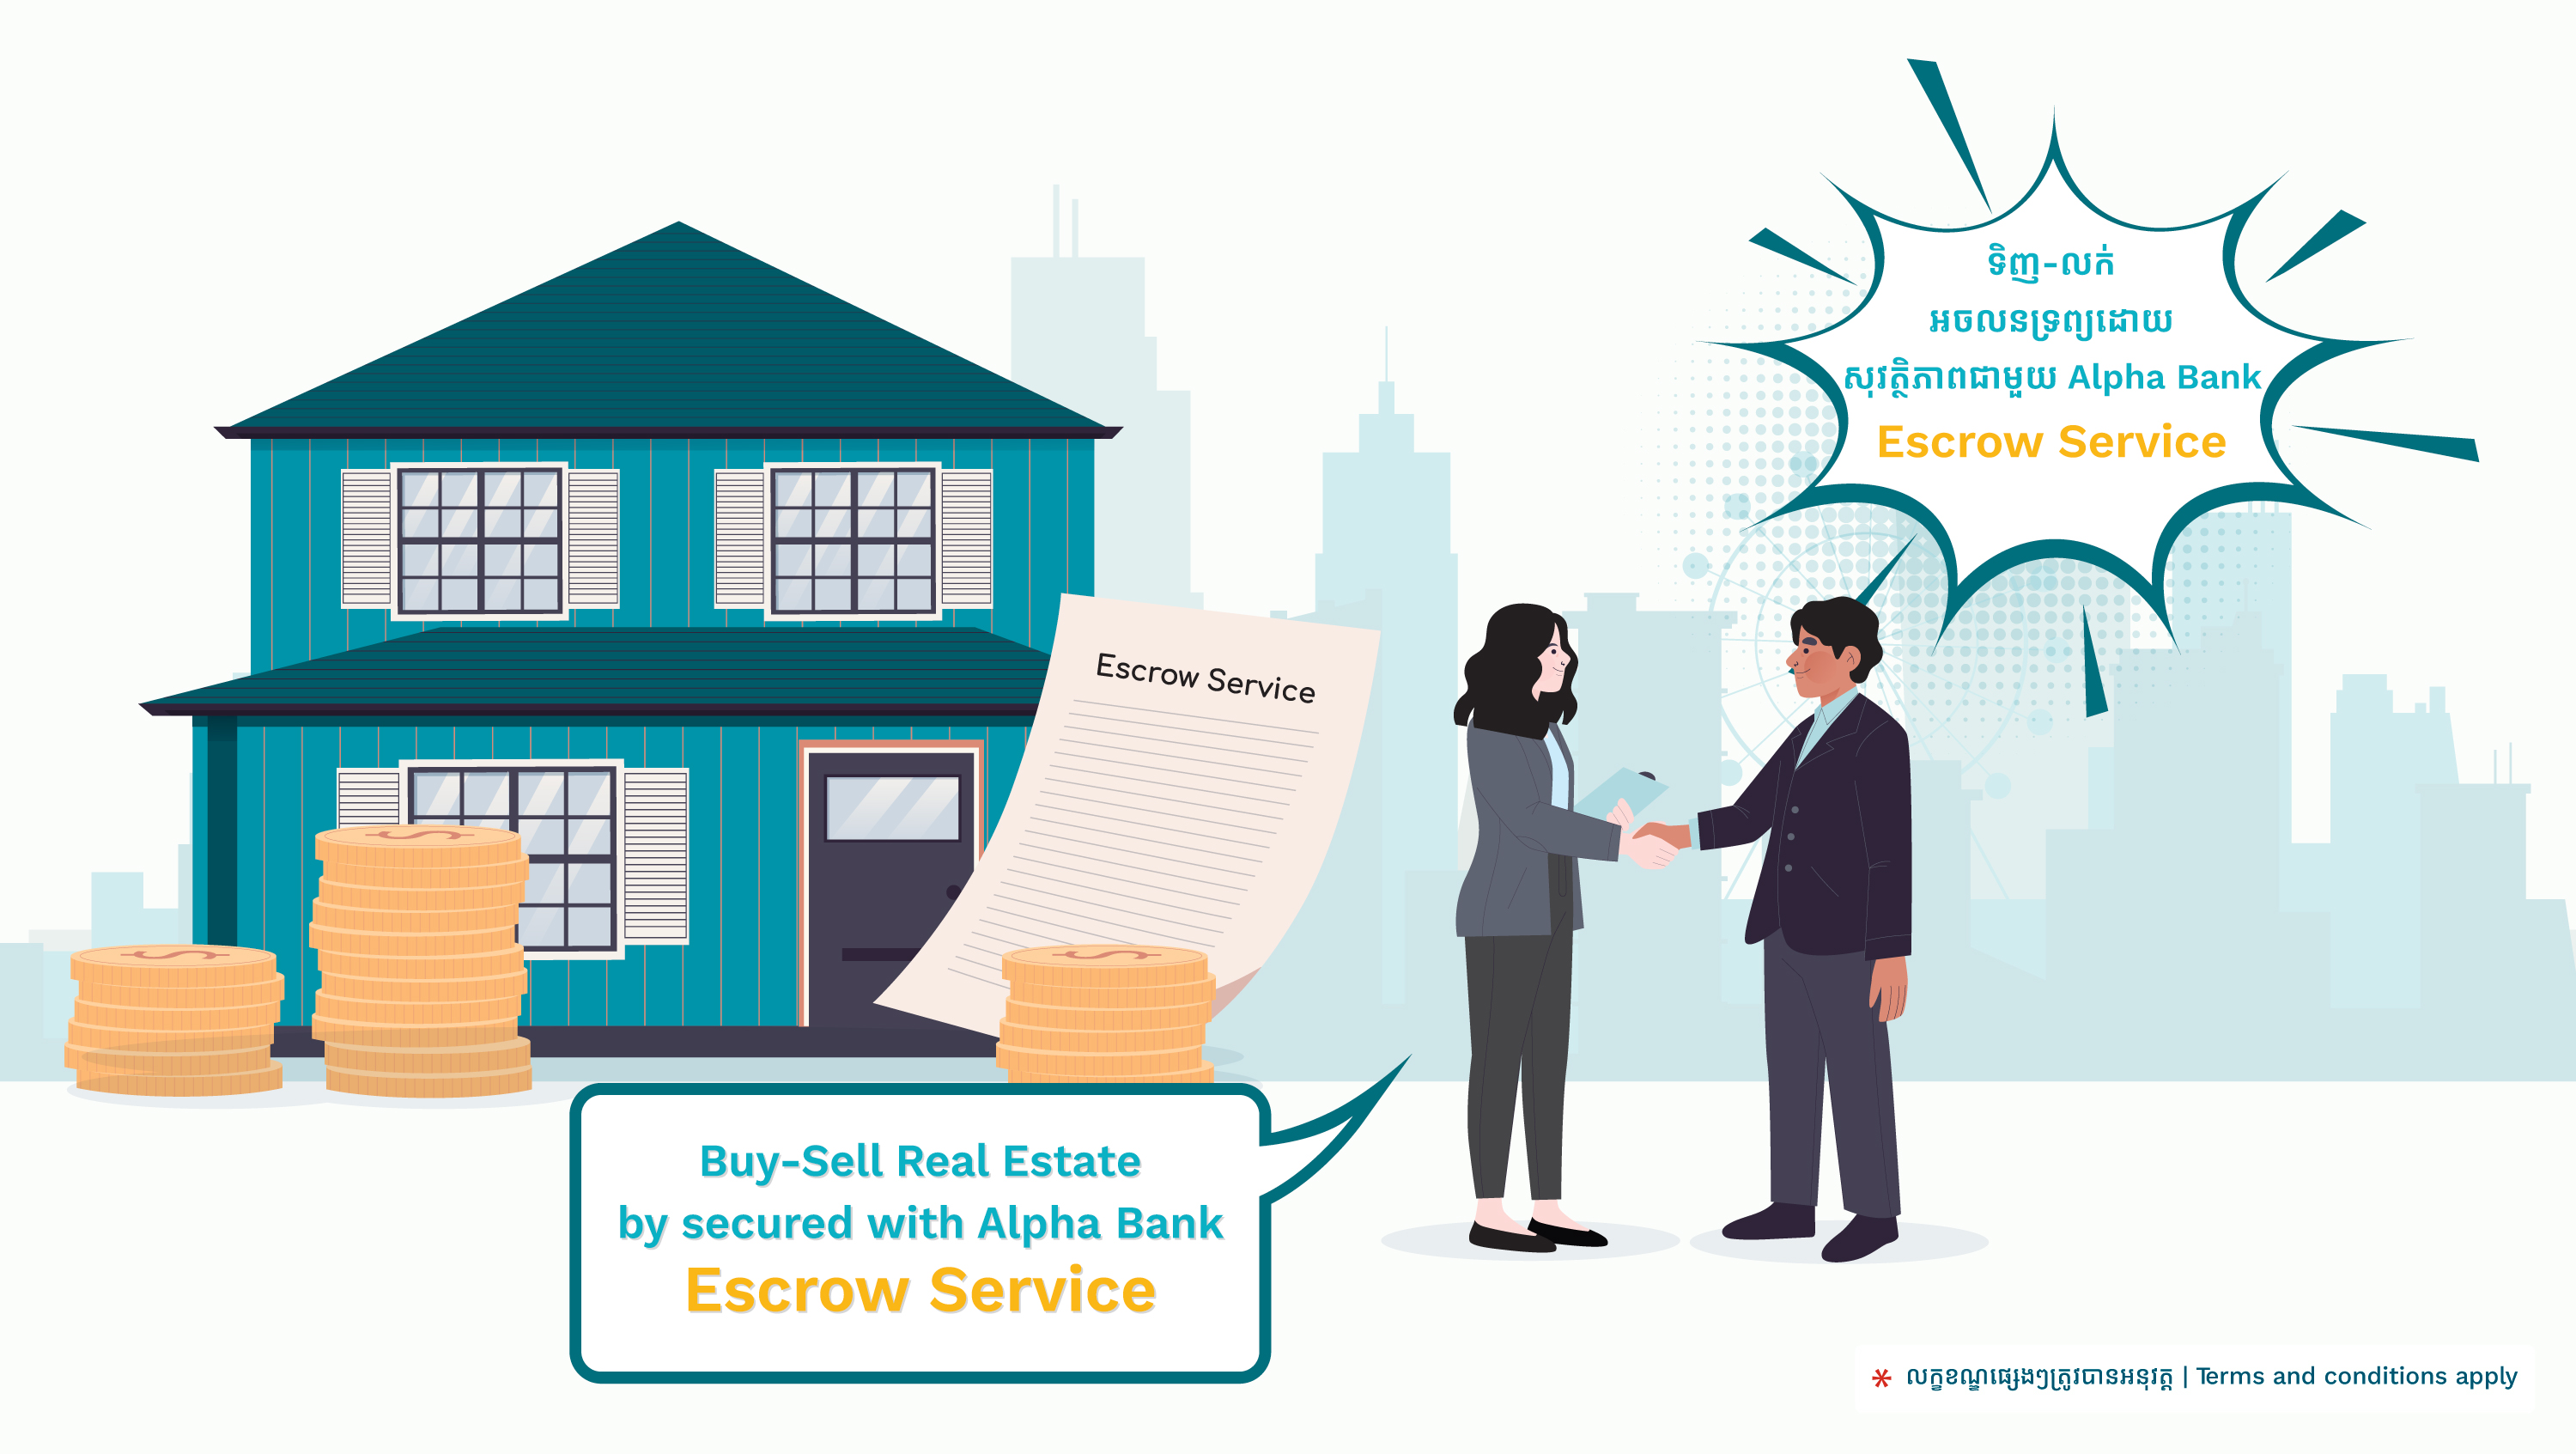 ទិញ-លក់
អចលនទ្រព្យដោយ
សុវត្ថិភាពជាមួយ Alpha Bank
Escrow Service
Escrow Service
Buy-Sell Real Estate
by secured with Alpha Bank
Escrow Service
* លក្ខខណ្ឌផ្សេងៗត្រូវបានអនុវត្ត | Terms and conditions apply